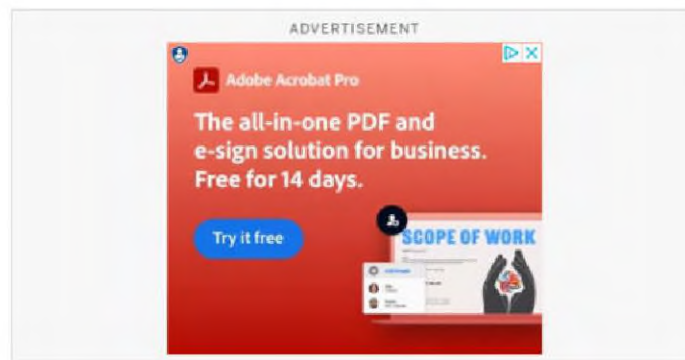 ADVERTISEMENT
Adobe Acrobat Pro
The all-in-one PDF and
e-sign solution for business.
Free for 14 days.
Try it free
SCOPE OF WORK